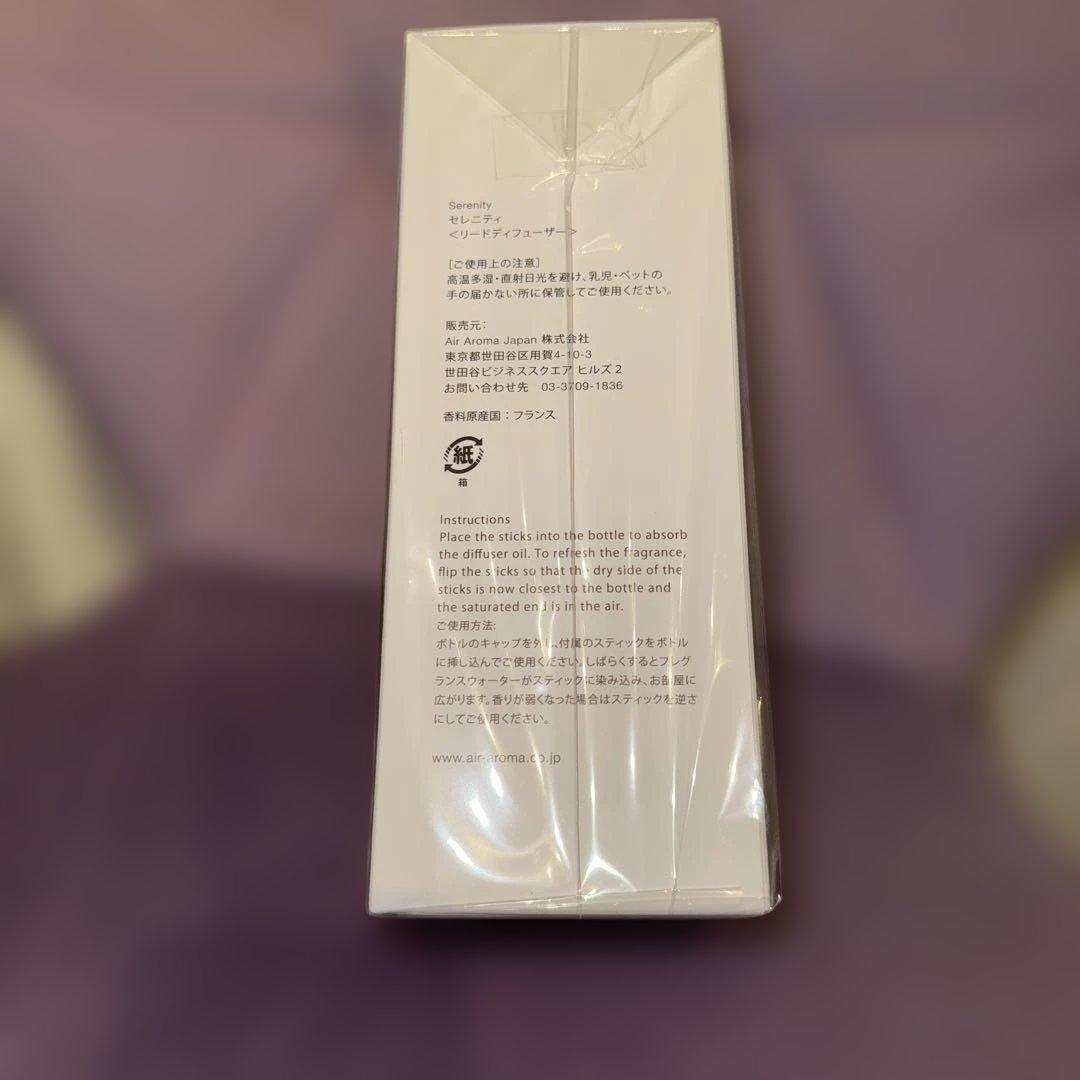 Serenity
セレニティ
＜リードディフューザー＞
［ご使用上の注意］
高温多湿・直射日光を避け、乳児・ペットの
手の届かない所に保管してご使用ください。
販売元：
Air Aroma Japan 株式会社
東京都世田谷区用賀4-10-3
世田谷ビジネススクエア ヒルズ2
お問い合わせ先 03-3709-1836
香料原産国：フランス
紙
箱
Instructions
Place the sticks into the bottle to absorb
the diffuser oil. To refresh the fragrance,
flip the sticks so that the dry side of the
sticks is now closest to the bottle and
the saturated end is in the air.
ご使用方法:
ボトルのキャップを外し、付属のスティックをボトル
に挿し込んでご使用ください。しばらくするとフレグ
ランスウォーターがスティックに染み込み、お部屋に
広がります。香りが弱くなった場合はスティックを逆さ
にしてご使用ください。
www.air-aroma.co.jp